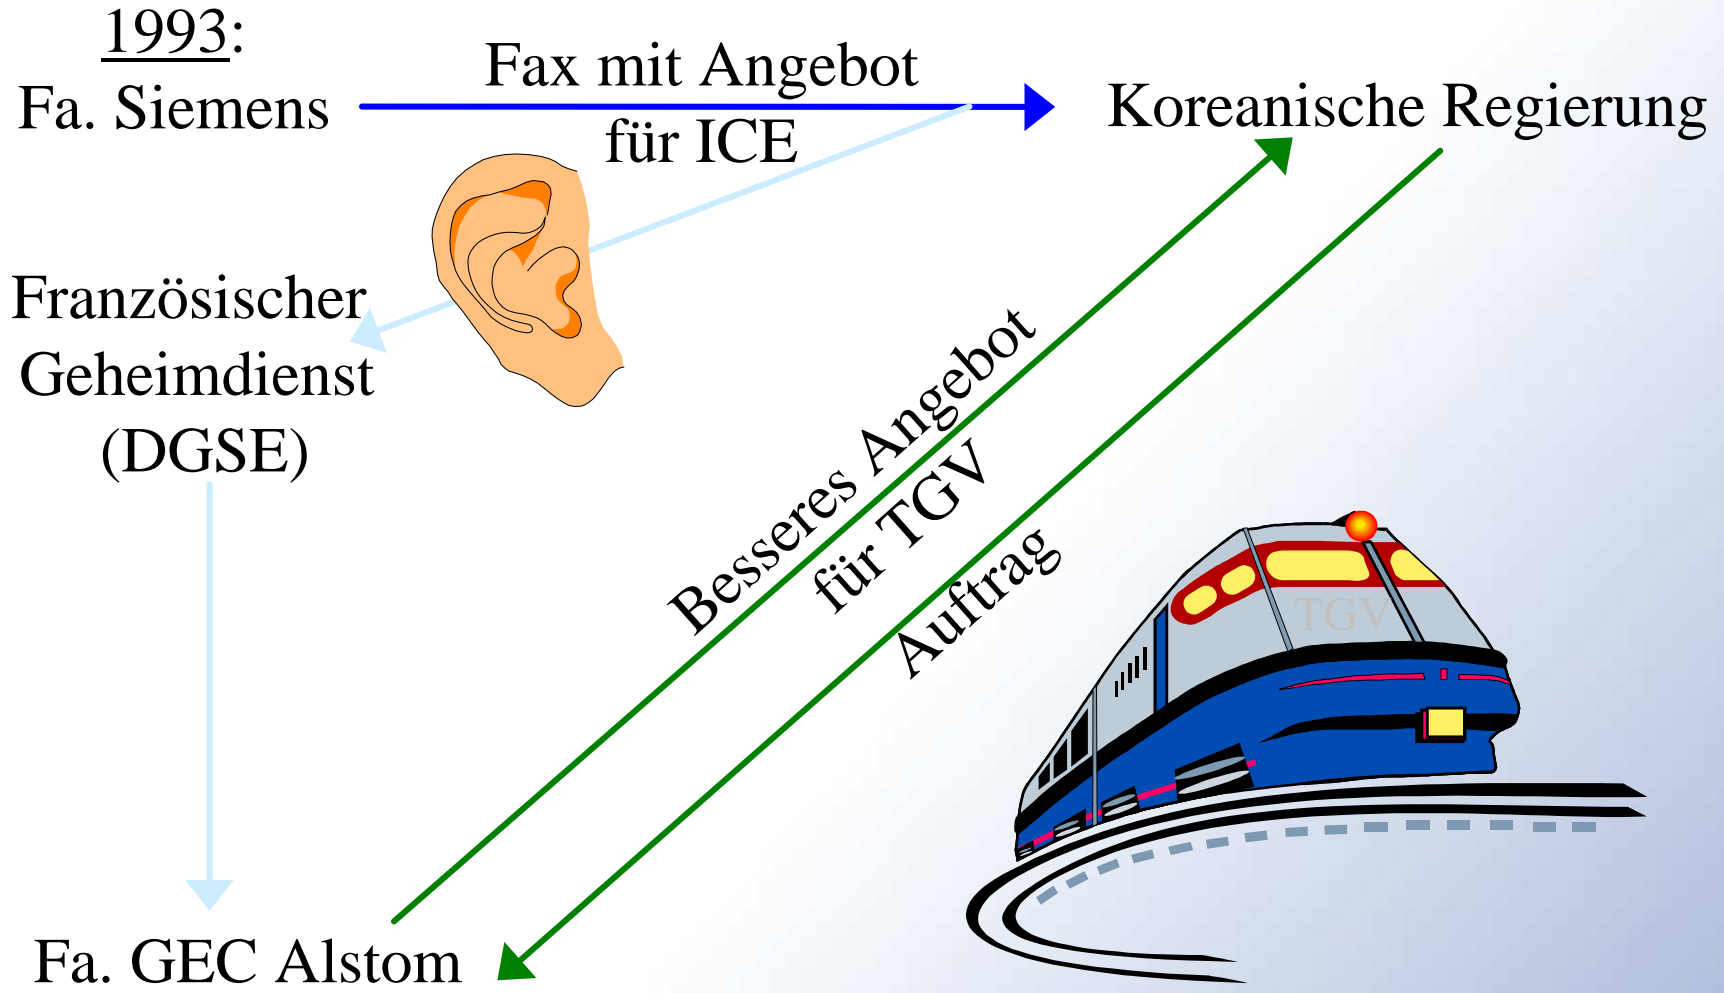 1993:
Fa. Siemens
Fax mit Angebot
für ICE
Koreanische Regierung
Französischer
Geheimdienst
(DGSE)
Besseres Angebot
für TGV
Auftrag
TGV
Fa. GEC Alstom